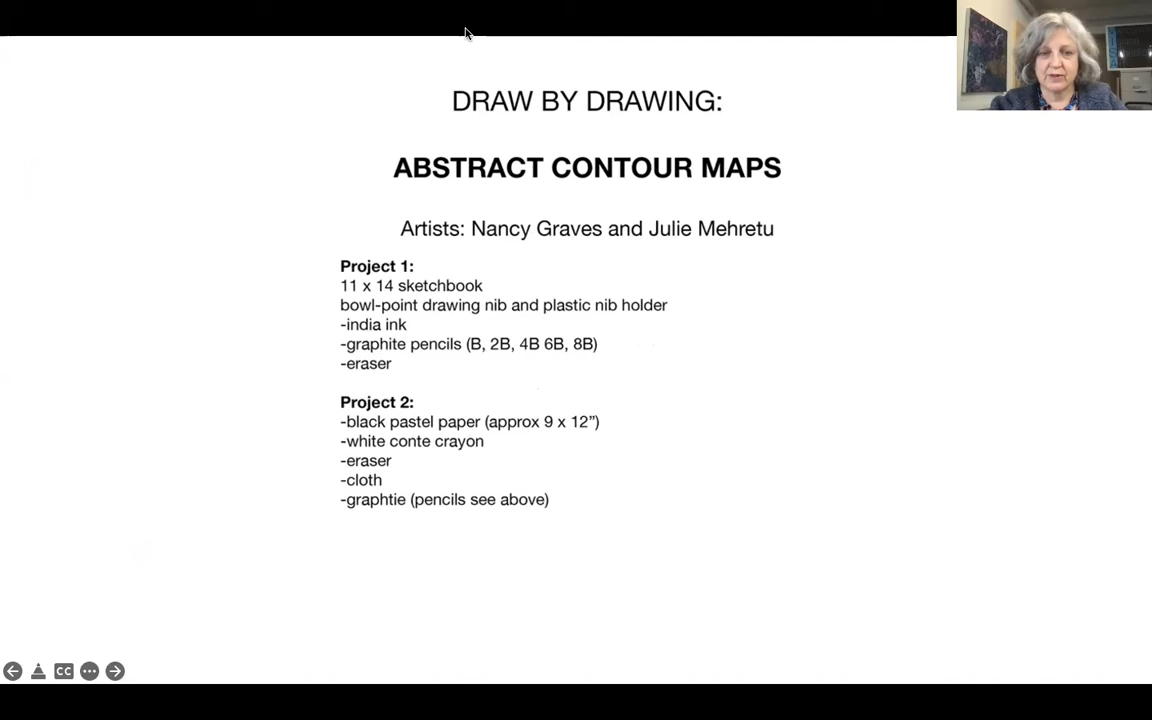 DRAW BY DRAWING:
ABSTRACT CONTOUR MAPS
Artists: Nancy Graves and Julie Mehretu
Project 1:
11 x 14 sketchbook
bowl-point drawing nib and plastic nib holder
-india ink
-graphite pencils (B, 2B, 4B 6B, 8B)
-eraser
Project 2:
-black pastel paper (approx 9 x 12”)
-white conte crayon
-eraser
-cloth
-graphtie (pencils see above)
CC